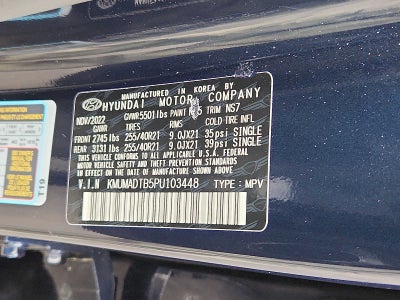 MANUFACTURED IN KOREA BY
HYUNDAI MOTOR COMPANY
NOV/2022 GVWR5501lbs PAINT TRIM NS7
GWR TIRES RIMS COLD TIRE INFL
FRONT 2745 lbs 255/40R21 9.0JX21 35psi SINGLE
REAR 3131 lbs 255/40R21 9.0JX21 39psi SINGLE
THIS VEHICLE CONFORMS TO ALL APPLICABLE U.S. FEDERAL
MOTOR VEHICLE SAFETY AND THEFT PREVENTION STANDARDS
IN EFFECT ON THE DATE OF MANUFACTURE SHOWN ABOVE.
V.I.N KMUMADTB5PU103448 TYPE : MPV